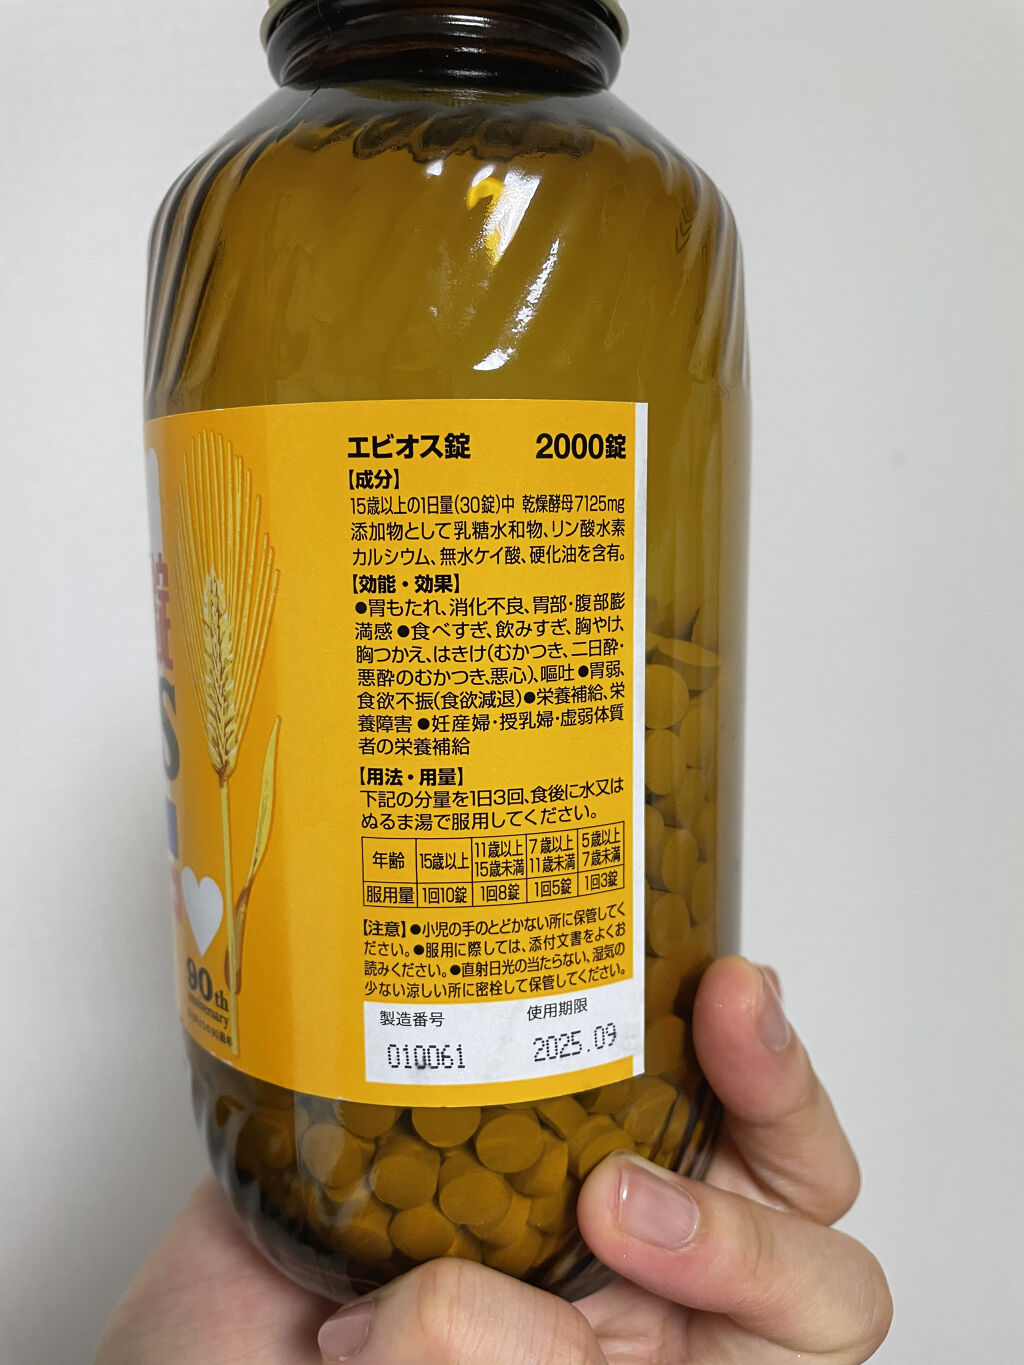 エビオス錠 2000錠
【成分】
15歳以上の1日量(30錠)中 乾燥酵母7125mg
添加物として乳糖水和物、リン酸水素
カルシウム、無水ケイ酸、硬化油を含有。
【効能・効果】
●胃もたれ、消化不良、胃部・腹部膨
満感 ●食べすぎ、飲みすぎ、胸やけ、
胸つかえ、はきけ(むかつき、二日酔・
悪酔のむかつき、悪心)、嘔吐 ●胃弱、
食欲不振(食欲減退) ●栄養補給、栄
養障害 ●妊産婦・授乳婦・虚弱体質
者の栄養補給
【用法・用量】
下記の分量を1日3回、食後に水又は
ぬるま湯で服用してください。
年齢 15歳以上 11歳以上15歳未満 7歳以上11歳未満 5歳以上7歳未満
服用量 1回10錠 1回8錠 1回5錠 1回3錠
【注意】●小児の手のとどかない所に保管してく
ださい。●服用に際しては、添付文書をよくお
読みください。●直射日光の当たらない、湿気の
少ない涼しい所に密栓して保管してください。
製造番号 使用期限
010061 2025.09
錠
S
90th